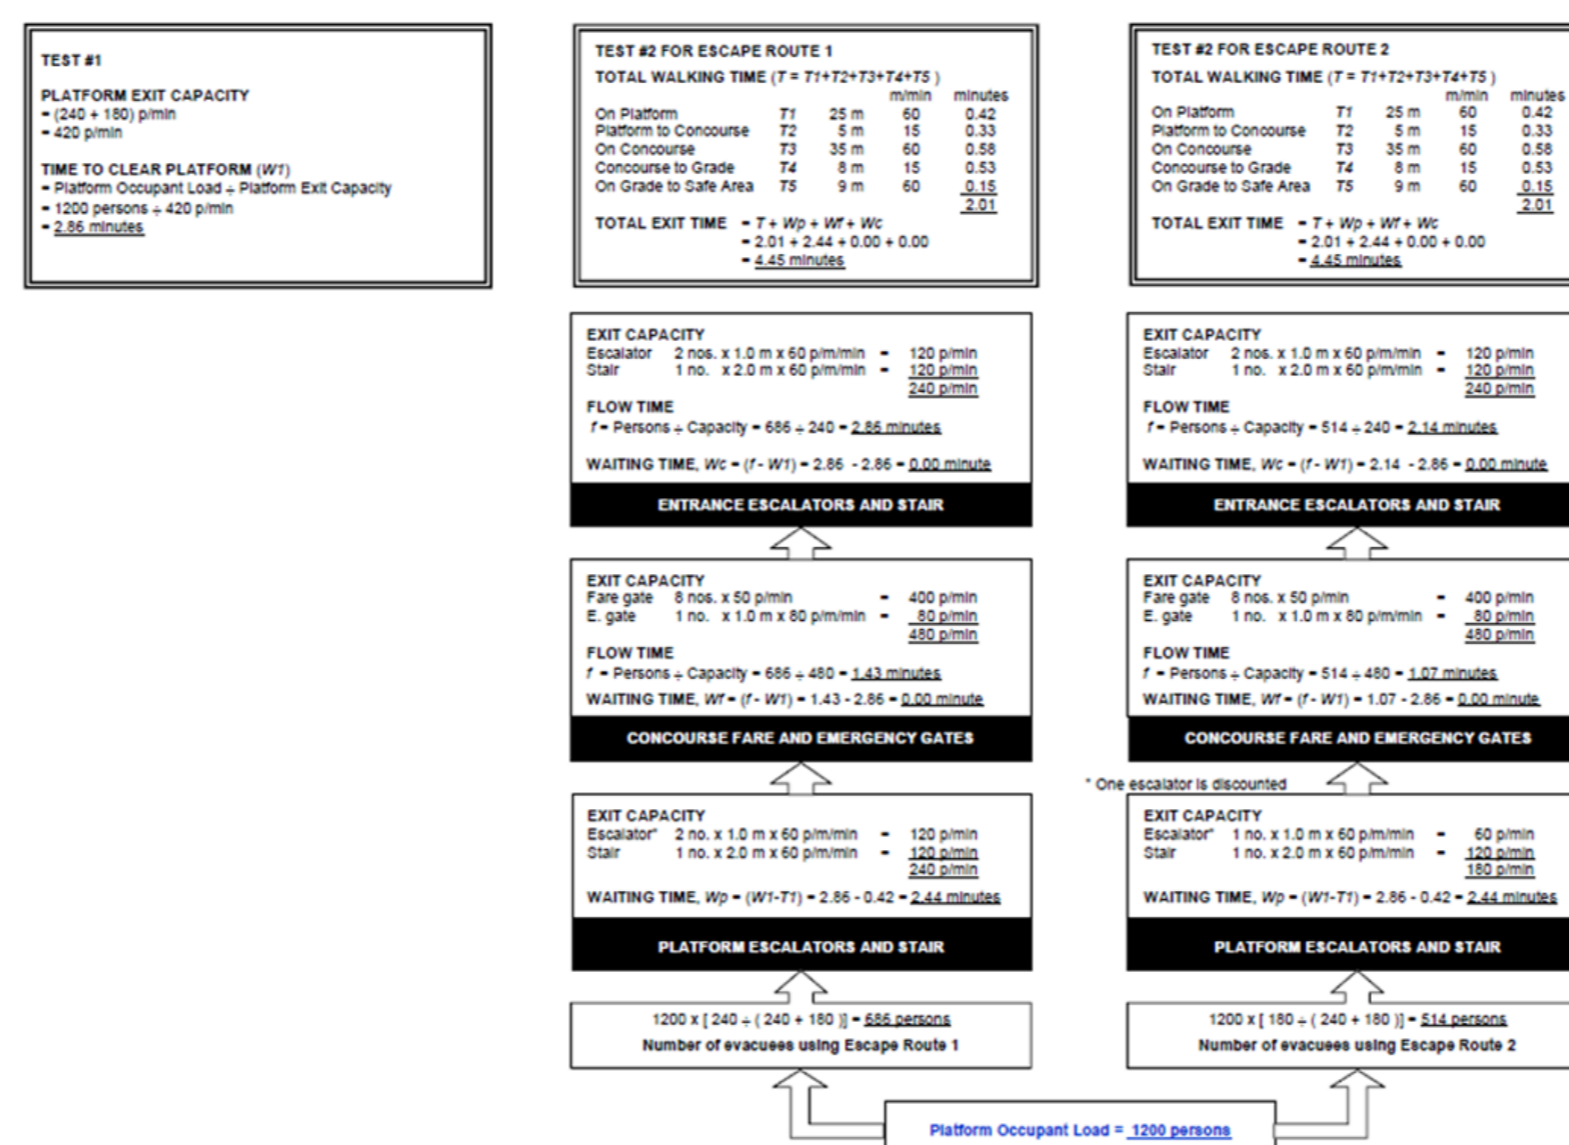 TEST #1
PLATFORM EXIT CAPACITY
= (240 + 180) p/min
= 420 p/min
TIME TO CLEAR PLATFORM (W1)
= Platform Occupant Load ÷ Platform Exit Capacity
= 1200 persons ÷ 420 p/min
= 2.86 minutes
TEST #2 FOR ESCAPE ROUTE 1
TOTAL WALKING TIME (T = T1+T2+T3+T4+T5 )
m/min minutes
On Platform T1 25 m 60 0.42
Platform to Concourse T2 5 m 15 0.33
On Concourse T3 35 m 60 0.58
Concourse to Grade T4 8 m 15 0.53
On Grade to Safe Area T5 9 m 60 0.15
2.01
TOTAL EXIT TIME = T + Wp + Wf + Wc
= 2.01 + 2.44 + 0.00 + 0.00
= 4.45 minutes
TEST #2 FOR ESCAPE ROUTE 2
TOTAL WALKING TIME (T = T1+T2+T3+T4+T5 )
m/min minutes
On Platform T1 25 m 60 0.42
Platform to Concourse T2 5 m 15 0.33
On Concourse T3 35 m 60 0.58
Concourse to Grade T4 8 m 15 0.53
On Grade to Safe Area T5 9 m 60 0.15
2.01
TOTAL EXIT TIME = T + Wp + Wf + Wc
= 2.01 + 2.44 + 0.00 + 0.00
= 4.45 minutes
EXIT CAPACITY
Escalator 2 nos. x 1.0 m x 60 p/m/min = 120 p/min
Stair 1 no. x 2.0 m x 60 p/m/min = 120 p/min
240 p/min
FLOW TIME
f = Persons ÷ Capacity = 686 ÷ 240 = 2.86 minutes
WAITING TIME, Wc = (f - W1) = 2.86 - 2.86 = 0.00 minute
ENTRANCE ESCALATORS AND STAIR
EXIT CAPACITY
Escalator 2 nos. x 1.0 m x 60 p/m/min = 120 p/min
Stair 1 no. x 2.0 m x 60 p/m/min = 120 p/min
240 p/min
FLOW TIME
f = Persons ÷ Capacity = 514 ÷ 240 = 2.14 minutes
WAITING TIME, Wc = (f - W1) = 2.14 - 2.86 = 0.00 minute
ENTRANCE ESCALATORS AND STAIR
EXIT CAPACITY
Fare gate 8 nos. x 50 p/min = 400 p/min
E. gate 1 no. x 1.0 m x 80 p/m/min = 80 p/min
480 p/min
FLOW TIME
f = Persons ÷ Capacity = 686 ÷ 480 = 1.43 minutes
WAITING TIME, Wf = (f - W1) = 1.43 - 2.86 = 0.00 minute
CONCOURSE FARE AND EMERGENCY GATES
EXIT CAPACITY
Fare gate 8 nos. x 50 p/min = 400 p/min
E. gate 1 no. x 1.0 m x 80 p/m/min = 80 p/min
480 p/min
FLOW TIME
f = Persons ÷ Capacity = 514 ÷ 480 = 1.07 minutes
WAITING TIME, Wf = (f - W1) = 1.07 - 2.86 = 0.00 minute
CONCOURSE FARE AND EMERGENCY GATES
* One escalator is discounted
EXIT CAPACITY
Escalator* 2 no. x 1.0 m x 60 p/m/min = 120 p/min
Stair 1 no. x 2.0 m x 60 p/m/min = 120 p/min
240 p/min
WAITING TIME, Wp = (W1-T1) = 2.86 - 0.42 = 2.44 minutes
PLATFORM ESCALATORS AND STAIR
EXIT CAPACITY
Escalator* 1 no. x 1.0 m x 60 p/m/min = 60 p/min
Stair 1 no. x 2.0 m x 60 p/m/min = 120 p/min
180 p/min
WAITING TIME, Wp = (W1-T1) = 2.86 - 0.42 = 2.44 minutes
PLATFORM ESCALATORS AND STAIR
1200 x [ 240 ÷ ( 240 + 180 )] = 686 persons
Number of evacuees using Escape Route 1
1200 x [ 180 ÷ ( 240 + 180 )] = 514 persons
Number of evacuees using Escape Route 2
Platform Occupant Load = 1200 persons